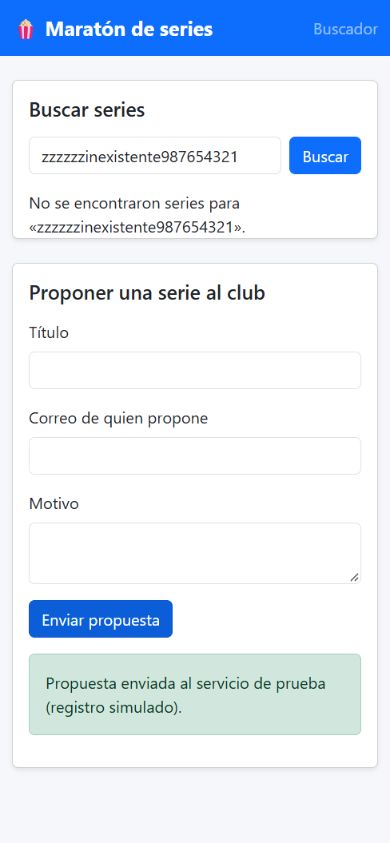 Maratón de series
Buscador
Buscar series
zzzzzzinexistente987654321
Buscar
No se encontraron series para
«zzzzzzinexistente987654321».
Proponer una serie al club
Título
Correo de quien propone
Motivo
Enviar propuesta
Propuesta enviada al servicio de prueba
(registro simulado).